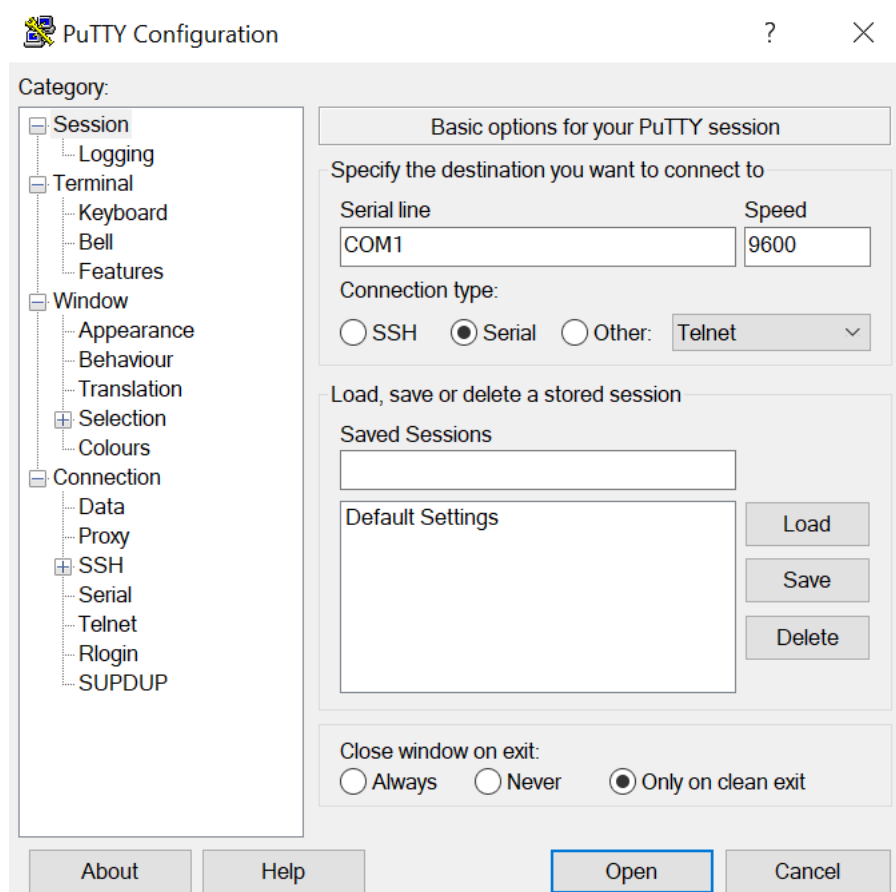 PuTTY Configuration
?
Category:
Session
Logging
Terminal
Keyboard
Bell
Features
Window
Appearance
Behaviour
Translation
Selection
Colours
Connection
Data
Proxy
SSH
Serial
Telnet
Rlogin
SUPDUP
Basic options for your PuTTY session
Specify the destination you want to connect to
Serial line Speed
COM1 9600
Connection type:
SSH Serial Other: Telnet
Load, save or delete a stored session
Saved Sessions
Default Settings
Load
Save
Delete
Close window on exit:
Always Never Only on clean exit
About Help Open Cancel